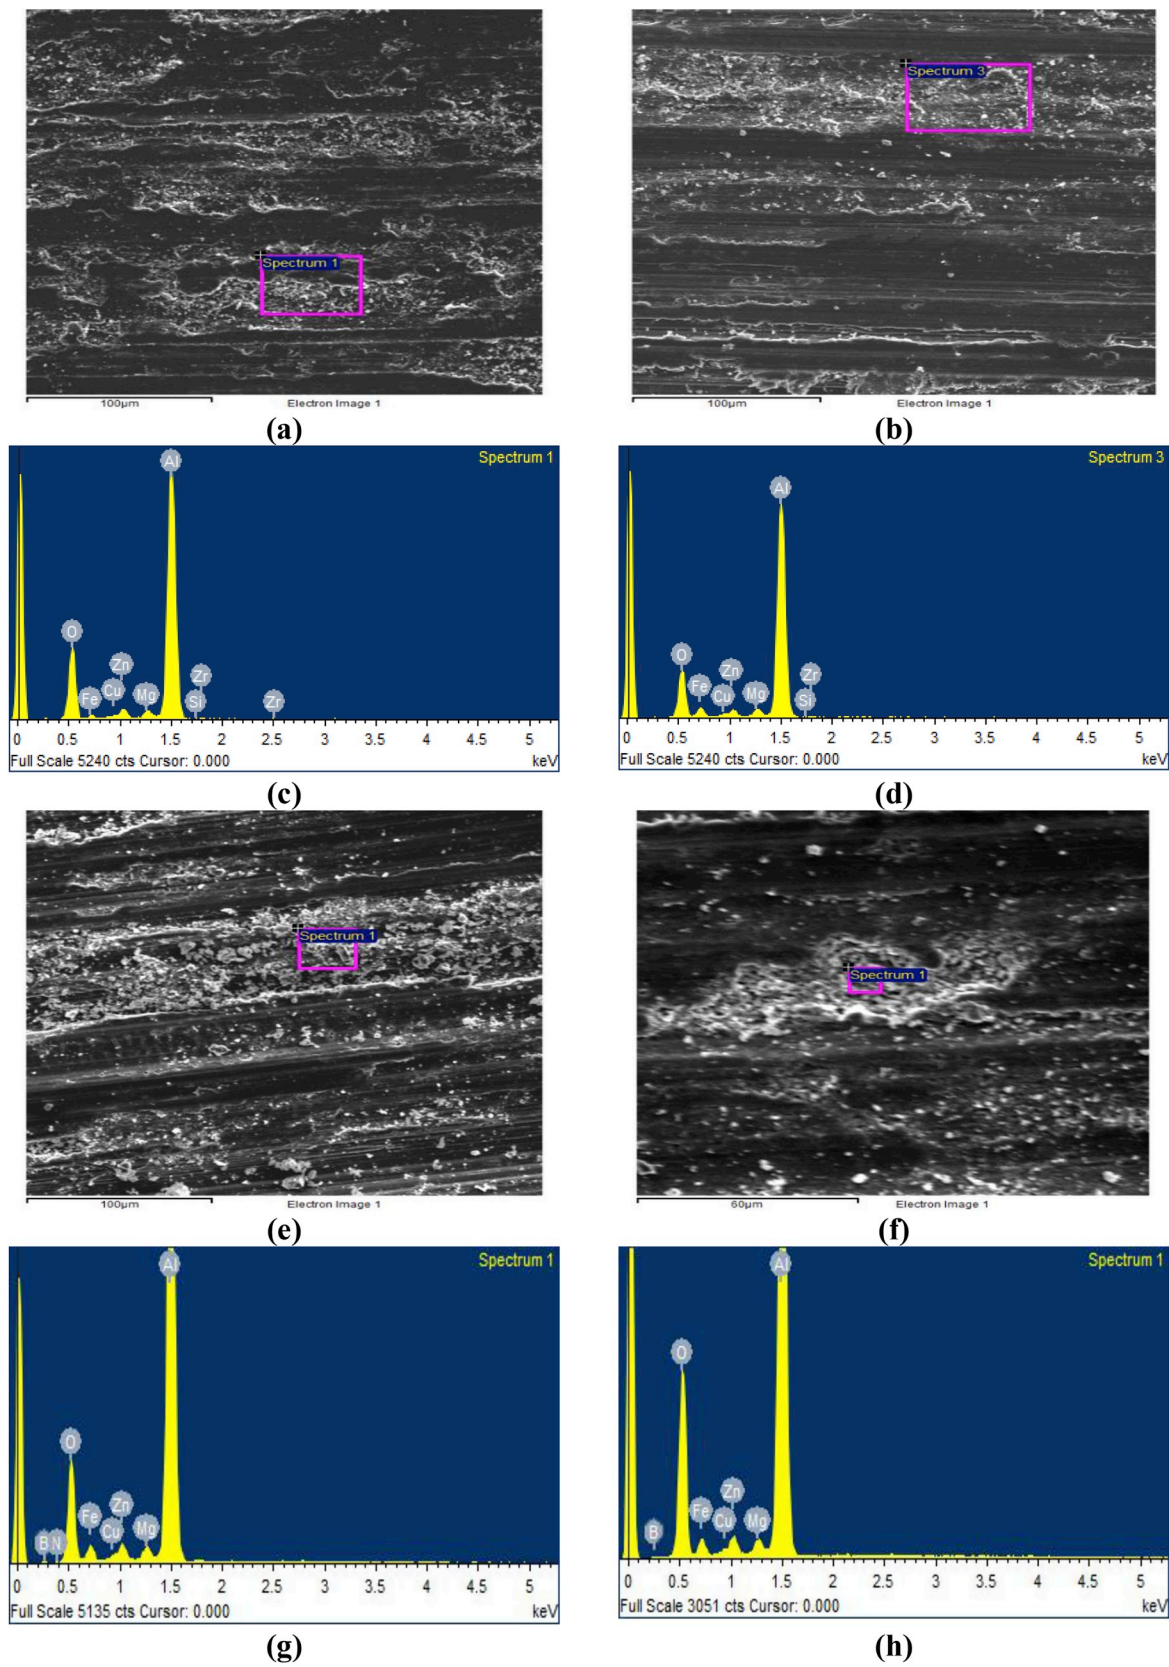 Spectrum 1
100µm Electron Image 1
(a)
Spectrum 3
100µm Electron Image 1
(b)
Spectrum 1
Al
O
Fe
Cu
Zn
Mg
Si
Zr
Zr
0 0.5 1 1.5 2 2.5 3 3.5 4 4.5 5
Full Scale 5240 cts Cursor: 0.000 keV
(c)
Spectrum 3
Al
O
Fe
Cu
Zn
Mg
Si
Zr
0 0.5 1 1.5 2 2.5 3 3.5 4 4.5 5
Full Scale 5240 cts Cursor: 0.000 keV
(d)
Spectrum 1
100µm Electron Image 1
(e)
Spectrum 1
60µm Electron Image 1
(f)
Spectrum 1
Al
O
B
N
Fe
Cu
Zn
Mg
0 0.5 1 1.5 2 2.5 3 3.5 4 4.5 5
Full Scale 5135 cts Cursor: 0.000 keV
(g)
Spectrum 1
Al
O
B
Fe
Cu
Zn
Mg
0 0.5 1 1.5 2 2.5 3 3.5 4 4.5 5
Full Scale 3051 cts Cursor: 0.000 keV
(h)